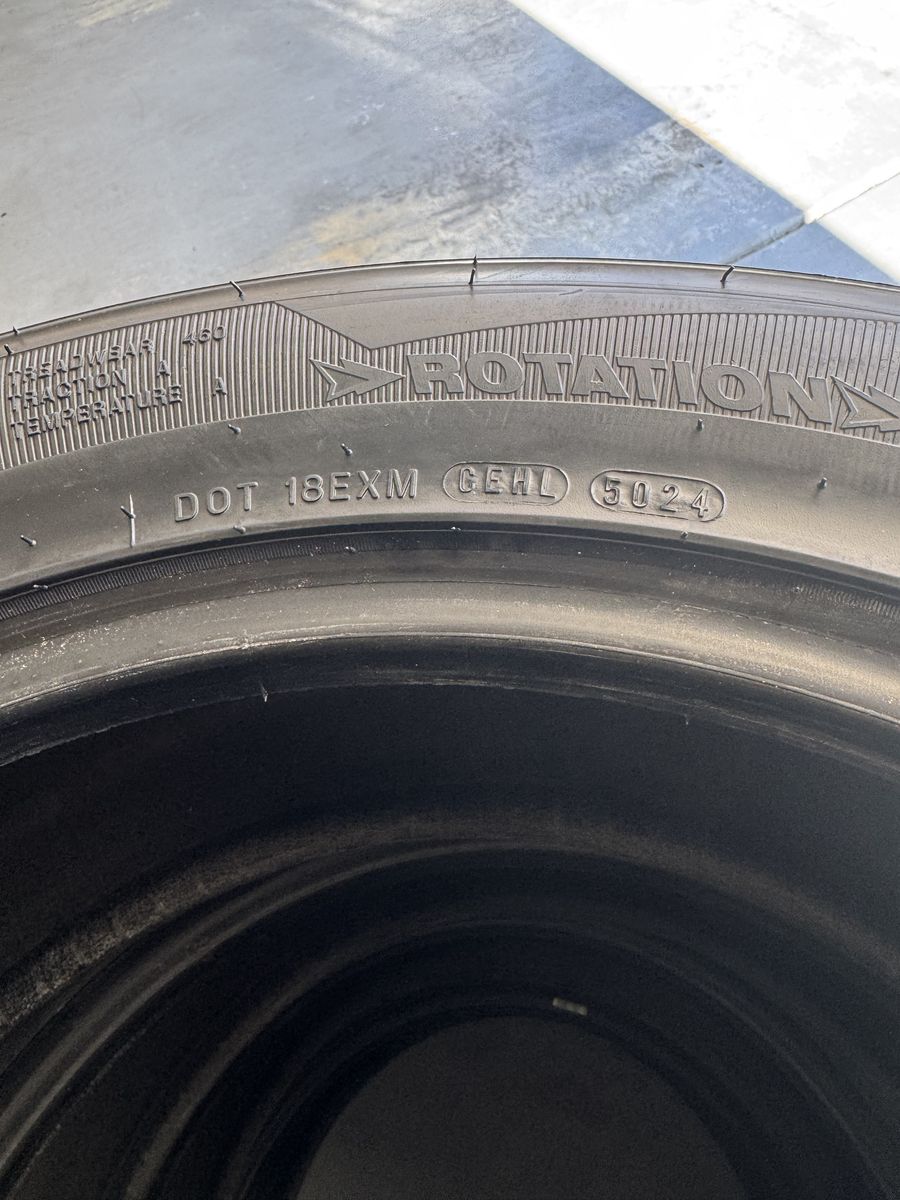 TREADWEAR 460
TRACTION A
TEMPERATURE A
ROTATION
DOT 18EXM CEHL 5024